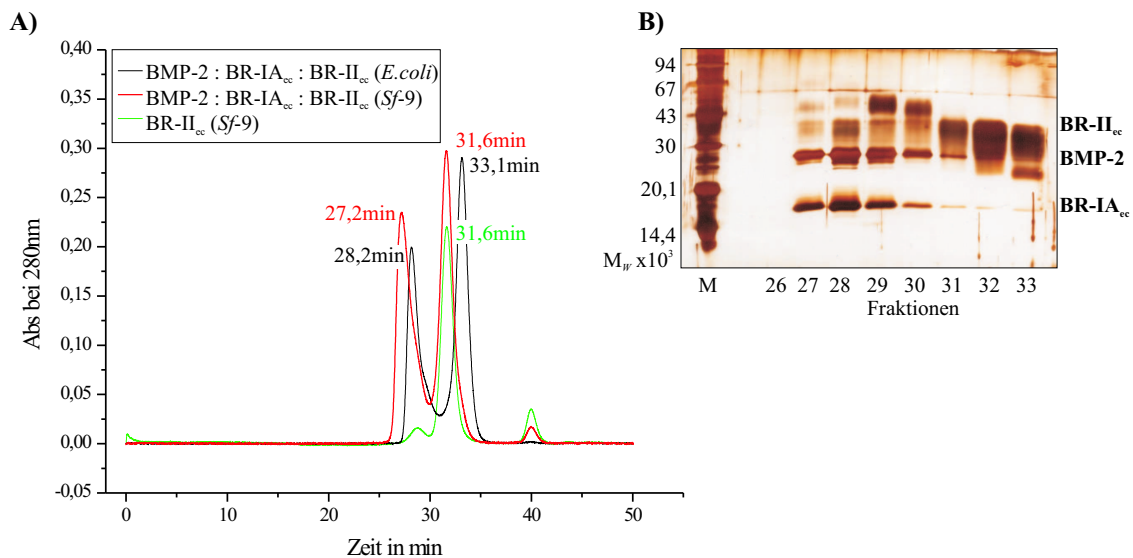 A)
0,40
0,35
0,30
0,25
0,20
0,15
0,10
0,05
0,00
-0,05
Abs bei 280nm
BMP-2 : BR-IAec : BR-IIec (E.coli)
BMP-2 : BR-IAec : BR-IIec (Sf-9)
BR-IIec (Sf-9)
31,6min
33,1min
27,2min
31,6min
28,2min
0 10 20 30 40 50
Zeit in min
B)
94
67
43
30
20,1
14,4
MW x10³
BR-IIec
BMP-2
BR-IAec
M 26 27 28 29 30 31 32 33
Fraktionen